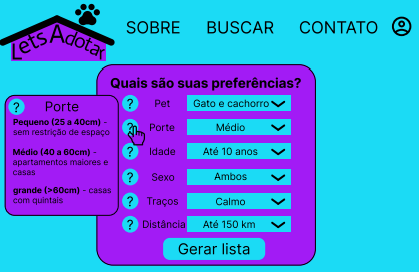 LetsAdotar
SOBRE BUSCAR CONTATO
Quais são suas preferências?
? Pet Gato e cachorro
? Porte Médio
? Idade Até 10 anos
? Sexo Ambos
? Traços Calmo
? Distância Até 150 km
Gerar lista
? Porte
Pequeno (25 a 40cm) -
sem restrição de espaço
Médio (40 a 60cm) -
apartamentos maiores e
casas
grande (>60cm) - casas
com quintais